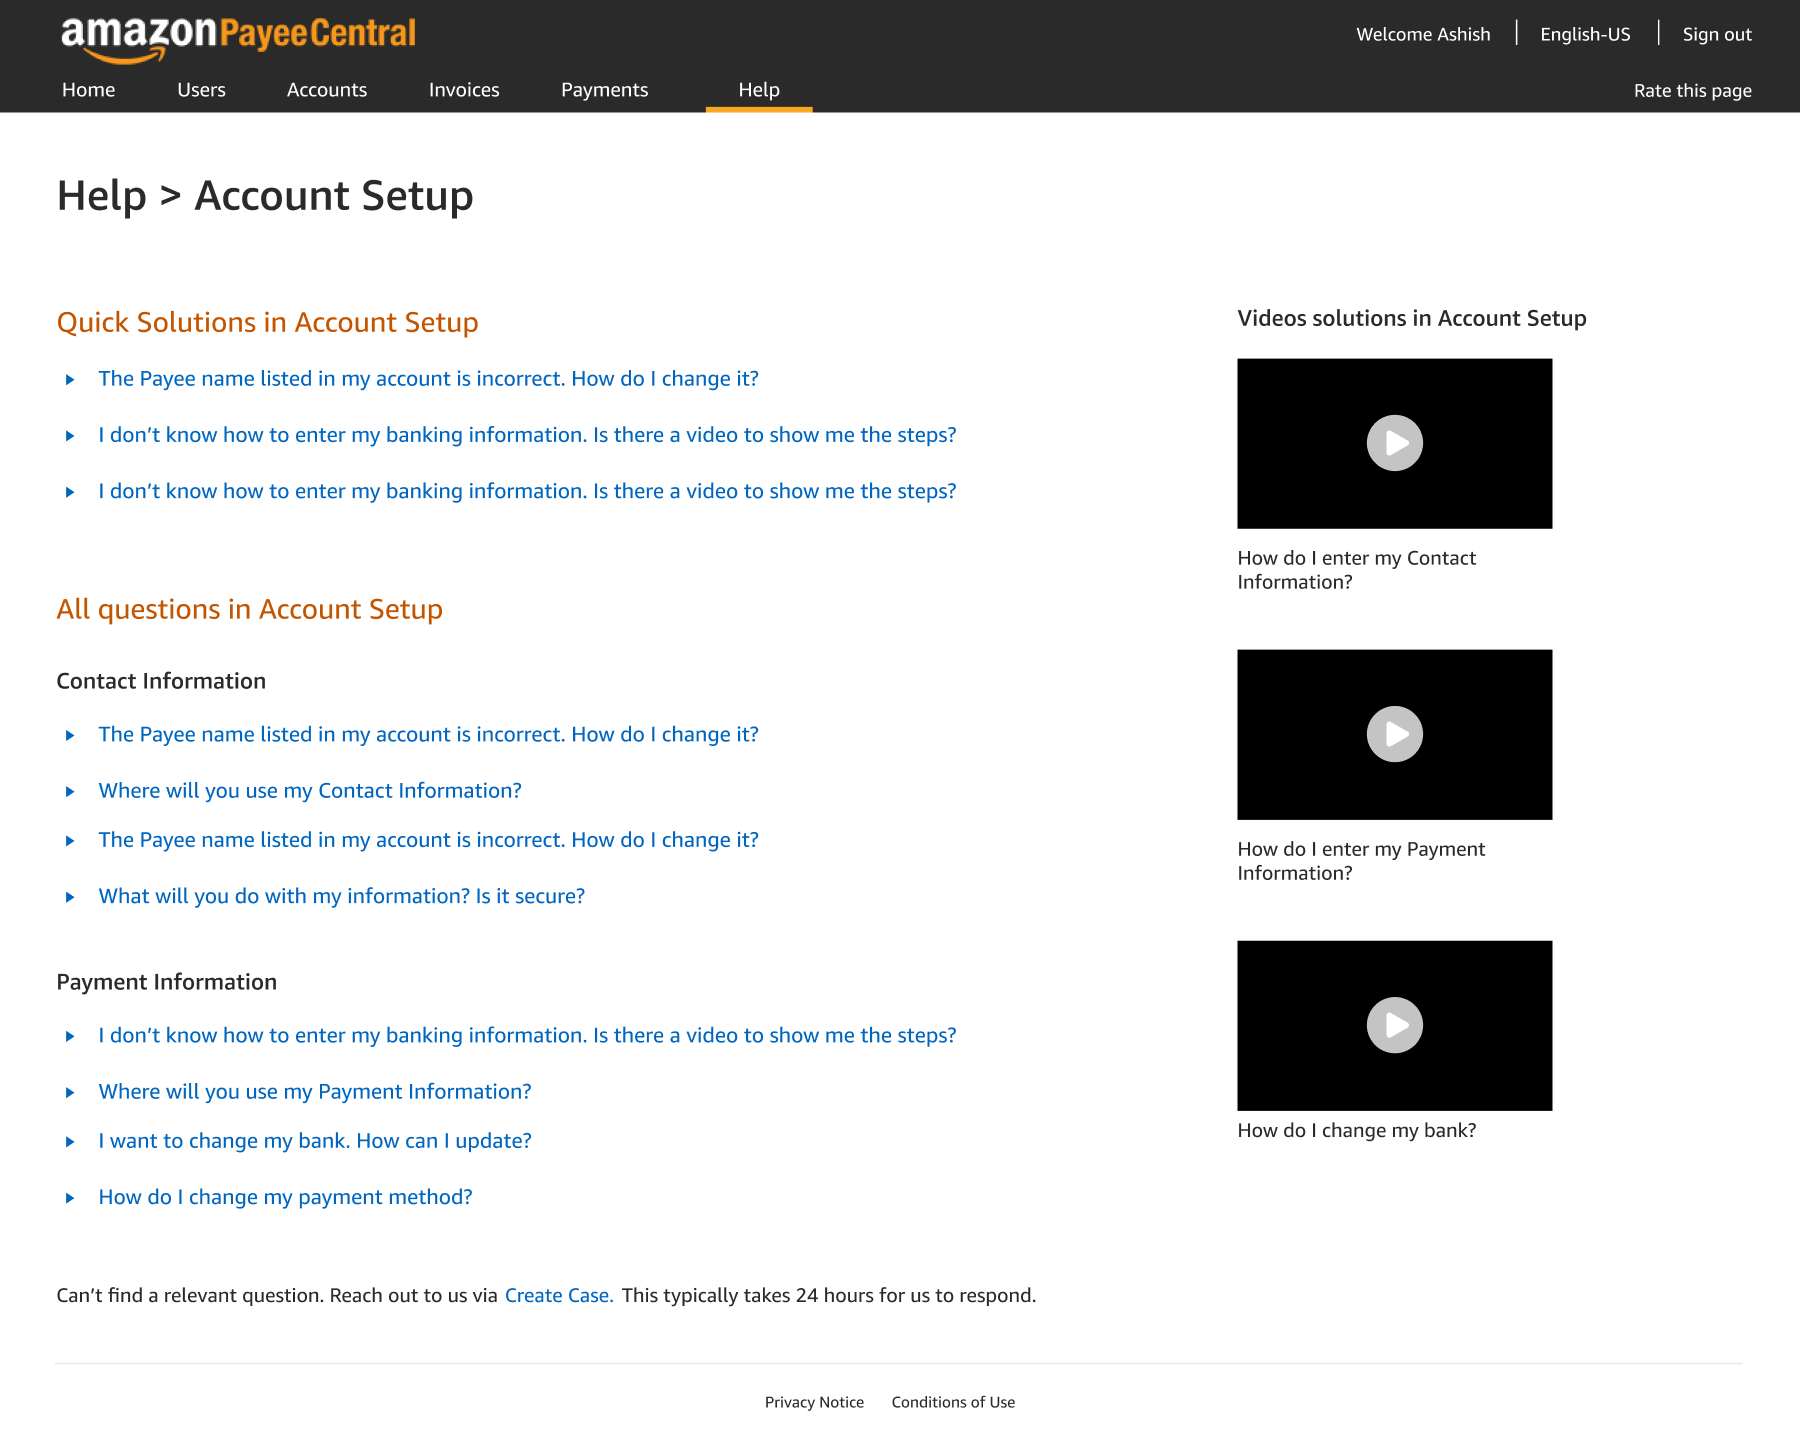 amazonPayeeCentral
Welcome Ashish
English-US
Sign out
Home
Users
Accounts
Invoices
Payments
Help
Rate this page
Help > Account Setup
Quick Solutions in Account Setup
The Payee name listed in my account is incorrect. How do I change it?
I don’t know how to enter my banking information. Is there a video to show me the steps?
I don’t know how to enter my banking information. Is there a video to show me the steps?
All questions in Account Setup
Contact Information
The Payee name listed in my account is incorrect. How do I change it?
Where will you use my Contact Information?
The Payee name listed in my account is incorrect. How do I change it?
What will you do with my information? Is it secure?
Payment Information
I don’t know how to enter my banking information. Is there a video to show me the steps?
Where will you use my Payment Information?
I want to change my bank. How can I update?
How do I change my payment method?
Can’t find a relevant question. Reach out to us via Create Case. This typically takes 24 hours for us to respond.
Videos solutions in Account Setup
How do I enter my Contact
Information?
How do I enter my Payment
Information?
How do I change my bank?
Privacy Notice
Conditions of Use